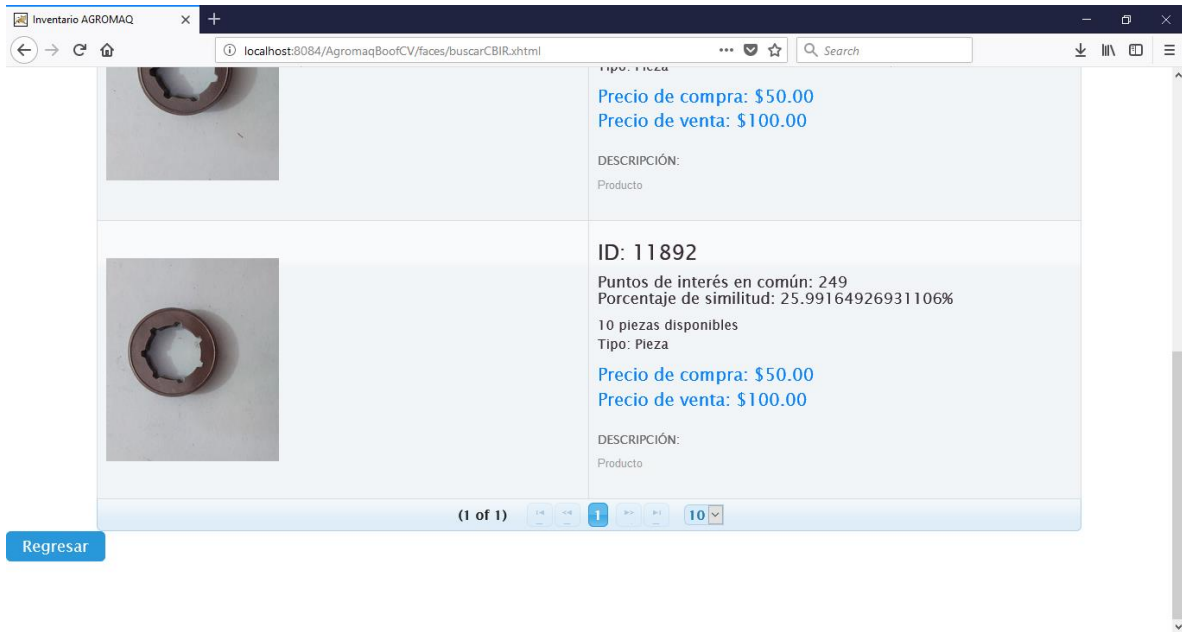 Inventario AGROMAQ
localhost:8084/AgromaqBoofCV/faces/buscarCBIR.xhtml
Search
Tipo: Pieza
Precio de compra: $50.00
Precio de venta: $100.00
DESCRIPCIÓN:
Producto
ID: 11892
Puntos de interés en común: 249
Porcentaje de similitud: 25.99164926931106%
10 piezas disponibles
Tipo: Pieza
Precio de compra: $50.00
Precio de venta: $100.00
DESCRIPCIÓN:
Producto
(1 of 1) 1 10
Regresar